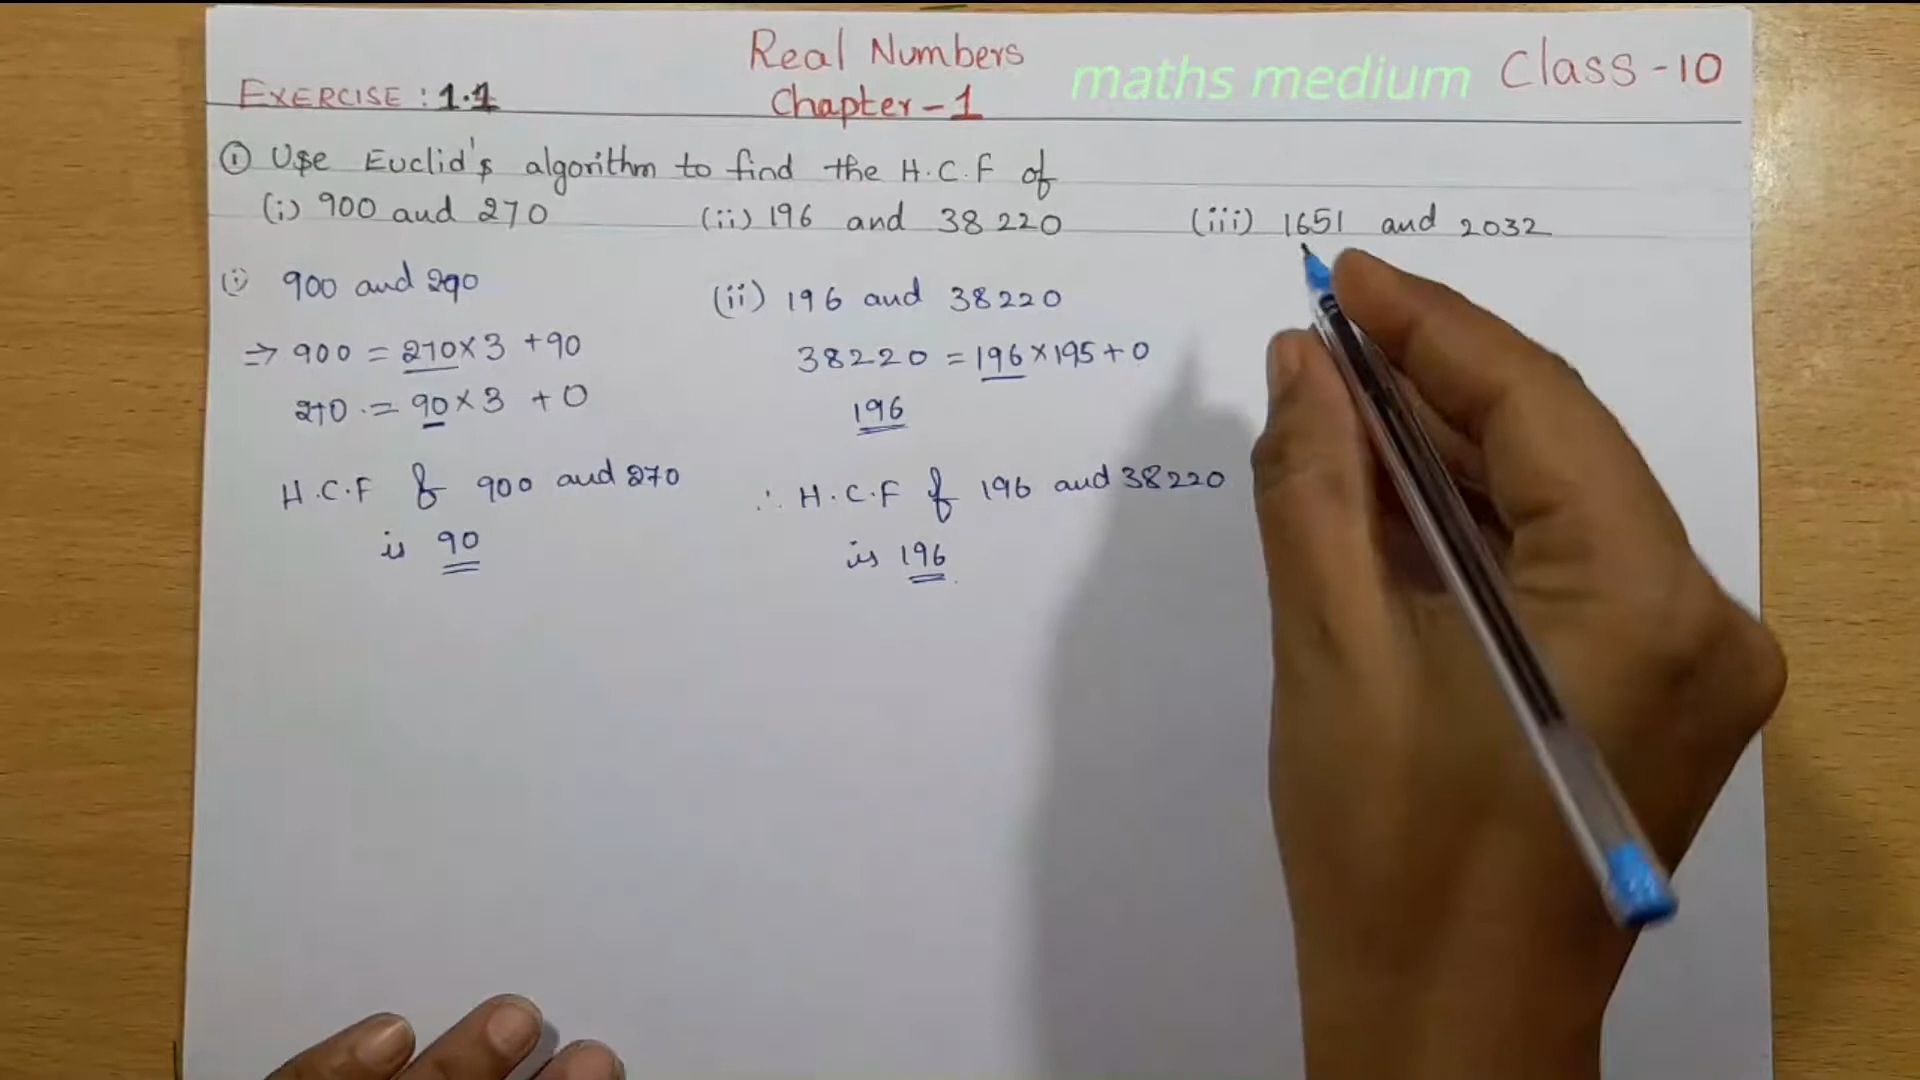 Real Numbers
maths medium
Class - 10
EXERCISE : 1.1
Chapter - 1
① Use Euclid's algorithm to find the H.C.F of
(i) 900 and 270
(ii) 196 and 38220
(iii) 1651 and 2032
(i) 900 and 290
⇒ 900 = 270 × 3 + 90
270 = 90 × 3 + 0
H.C.F of 900 and 270
is 90
(ii) 196 and 38220
38220 = 196 × 195 + 0
196
∴ H.C.F of 196 and 38220
is 196